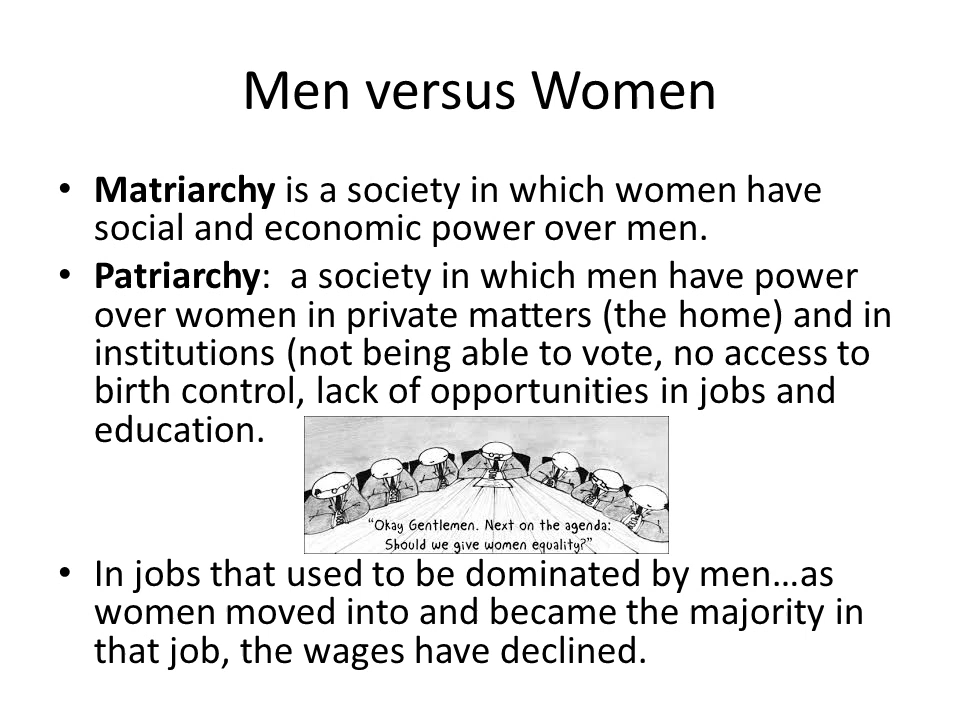 Men versus Women
• Matriarchy is a society in which women have
social and economic power over men.
• Patriarchy:  a society in which men have power
over women in private matters (the home) and in
institutions (not being able to vote, no access to
birth control, lack of opportunities in jobs and
education.
“Okay Gentlemen. Next on the agenda:
Should we give women equality?”
• In jobs that used to be dominated by men…as
women moved into and became the majority in
that job, the wages have declined.